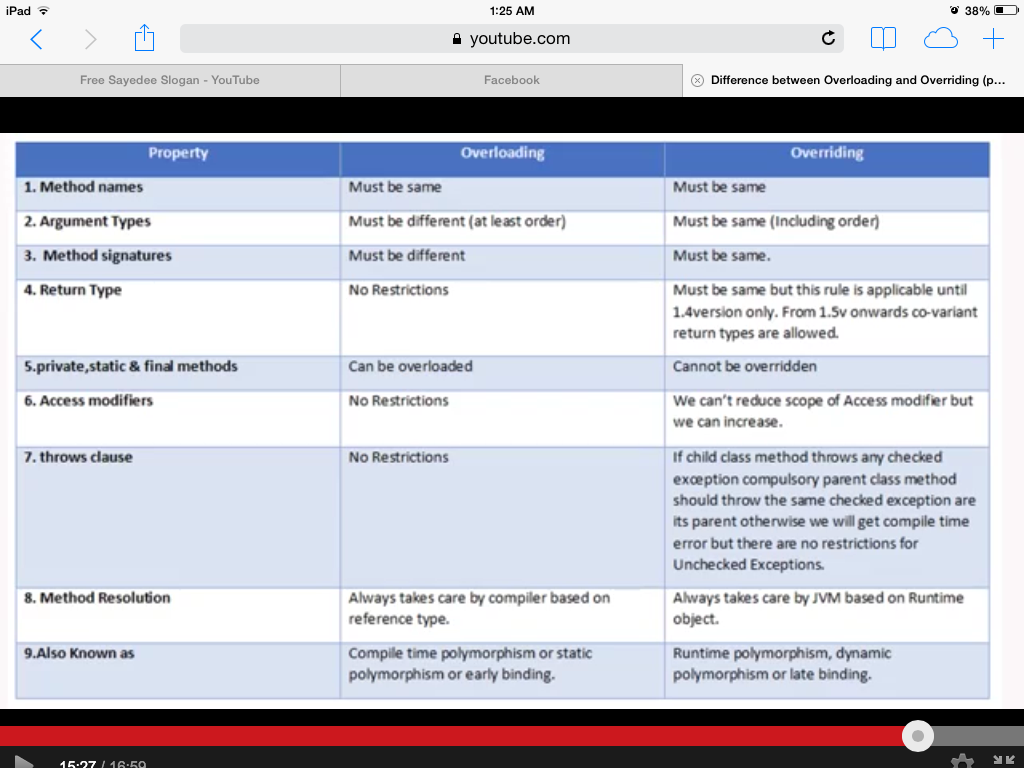 iPad 1:25 AM 38%
youtube.com
Free Sayedee Slogan - YouTube Facebook Difference between Overloading and Overriding (p...
Property Overloading Overriding
1. Method names Must be same Must be same
2. Argument Types Must be different (at least order) Must be same (Including order)
3. Method signatures Must be different Must be same.
4. Return Type No Restrictions Must be same but this rule is applicable until
1.4version only. From 1.5v onwards co-variant
return types are allowed.
5.private,static & final methods Can be overloaded Cannot be overridden
6. Access modifiers No Restrictions We can't reduce scope of Access modifier but
we can increase.
7. throws clause No Restrictions If child class method throws any checked
exception compulsory parent class method
should throw the same checked exception are
its parent otherwise we will get compile time
error but there are no restrictions for
Unchecked Exceptions.
8. Method Resolution Always takes care by compiler based on
reference type.
Always takes care by JVM based on Runtime
object.
9.Also Known as Compile time polymorphism or static
polymorphism or early binding.
Runtime polymorphism, dynamic
polymorphism or late binding.
15:27 / 16:59